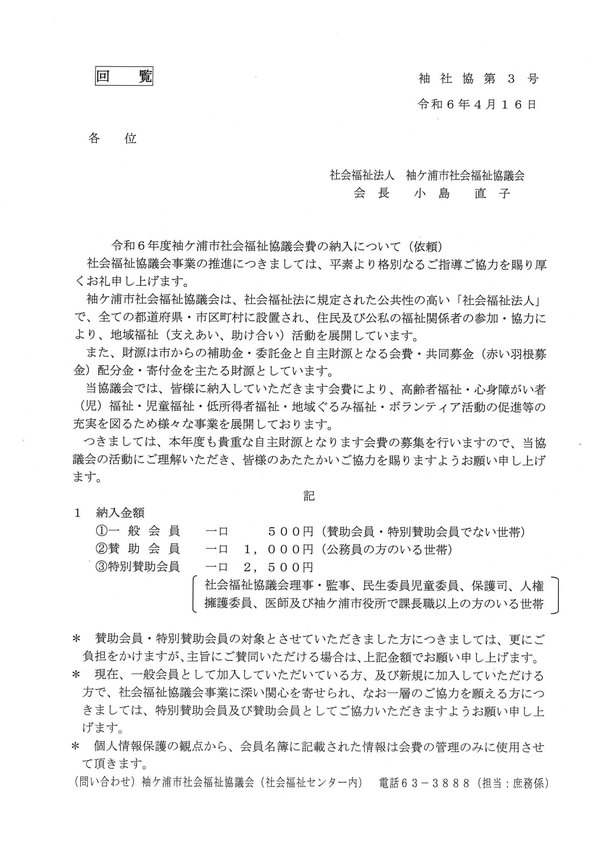 回覧
袖社協第３号
令和６年４月１６日
各位
社会福祉法人　袖ケ浦市社会福祉協議会
会長　小島　直子
令和６年度袖ケ浦市社会福祉協議会費の納入について（依頼）
社会福祉協議会事業の推進につきましては、平素より格別なるご指導ご協力を賜り厚
くお礼申し上げます。
袖ケ浦市社会福祉協議会は、社会福祉法に規定された公共性の高い「社会福祉法人」
で、全ての都道府県・市区町村に設置され、住民及び公私の福祉関係者の参加・協力に
より、地域福祉（支えあい、助け合い）活動を展開しています。
また、財源は市からの補助金・委託金と自主財源となる会費・共同募金（赤い羽根募
金）配分金・寄付金を主たる財源としています。
当協議会では、皆様に納入していただきます会費により、高齢者福祉・心身障がい者
（児）福祉・児童福祉・低所得者福祉・地域ぐるみ福祉・ボランティア活動の促進等の
充実を図るため様々な事業を展開しております。
つきましては、本年度も貴重な自主財源となります会費の募集を行いますので、当協
議会の活動にご理解いただき、皆様のあたたかいご協力を賜りますようお願い申し上げ
ます。
記
１　納入金額
①一般会員　一口　５００円（賛助会員・特別賛助会員でない世帯）
②賛助会員　一口　１，０００円（公務員の方のいる世帯）
③特別賛助会員　一口　２，５００円
社会福祉協議会理事・監事、民生委員児童委員、保護司、人権
擁護委員、医師及び袖ケ浦市役所で課長職以上の方のいる世帯
＊　賛助会員・特別賛助会員の対象とさせていただきました方につきましては、更にご
負担をかけますが、主旨にご賛同いただける場合は、上記金額でお願い申し上げます。
＊　現在、一般会員として加入していただいている方、及び新規に加入していただける
方で、社会福祉協議会事業に深い関心を寄せられ、なお一層のご協力を願える方につ
きましては、特別賛助会員及び賛助会員としてご協力いただきますようお願い申し上
げます。
＊　個人情報保護の観点から、会員名簿に記載された情報は会費の管理のみに使用させ
て頂きます。
（問い合わせ）袖ケ浦市社会福祉協議会（社会福祉センター内）　電話６３－３８８８（担当：庶務係）